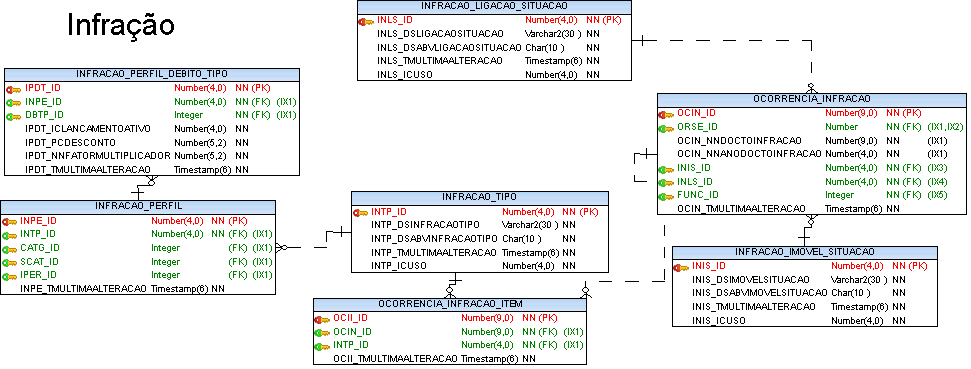 Infração
INFRACAO_LIGACAO_SITUACAO
INLS_ID Number(4,0) NN (PK)
INLS_DSLIGACAOSITUACAO Varchar2(30 ) NN
INLS_DSABVLIGACAOSITUACAO Char(10 ) NN
INLS_TMULTIMAALTERACAO Timestamp(6) NN
INLS_ICUSO Number(4,0) NN
INFRACAO_PERFIL_DEBITO_TIPO
IPDT_ID Number(4,0) NN (PK)
INPE_ID Number(4,0) NN (FK) (IX1)
DBTP_ID Integer NN (FK) (IX1)
IPDT_ICLANCAMENTOATIVO Number(4,0) NN
IPDT_PCDESCONTO Number(5,2) NN
IPDT_NNFATORMULTIPLICADOR Number(5,2) NN
IPDT_TMULTIMAALTERACAO Timestamp(6) NN
OCORRENCIA_INFRACAO
OCIN_ID Number(9,0) NN (PK)
ORSE_ID Number NN (FK) (IX1,IX2)
OCIN_NNDOCTOINFRACAO Number(9,0) NN (IX1)
OCIN_NNANODOCTOINFRACAO Number(4,0) NN (IX1)
INIS_ID Number(4,0) NN (FK) (IX3)
INLS_ID Number(4,0) NN (FK) (IX4)
FUNC_ID Integer NN (FK) (IX5)
OCIN_TMULTIMAALTERACAO Timestamp(6) NN
INFRACAO_PERFIL
INPE_ID Number(4,0) NN (PK)
INTP_ID Number(4,0) NN (FK) (IX1)
CATG_ID Integer (FK) (IX1)
SCAT_ID Integer (FK) (IX1)
IPER_ID Integer (FK) (IX1)
INPE_TMULTIMAALTERACAO Timestamp(6) NN
INFRACAO_TIPO
INTP_ID Number(4,0) NN (PK)
INTP_DSINFRACAOTIPO Varchar2(30 ) NN
INTP_DSABVINFRACAOTIPO Char(10 ) NN
INTP_TMULTIMAALTERACAO Timestamp(6) NN
INTP_ICUSO Number(4,0) NN
INFRACAO_IMOVEL_SITUACAO
INIS_ID Number(4,0) NN (PK)
INIS_DSIMOVELSITUACAO Varchar2(30 ) NN
INIS_DSABVIMOVELSITUACAO Char(10 ) NN
INIS_TMULTIMAALTERACAO Timestamp(6) NN
INIS_ICUSO Number(4,0) NN
OCORRENCIA_INFRACAO_ITEM
OCII_ID Number(9,0) NN (PK)
OCIN_ID Number(9,0) NN (FK) (IX1)
INTP_ID Number(4,0) NN (FK) (IX1)
OCII_TMULTIMAALTERACAO Timestamp(6) NN